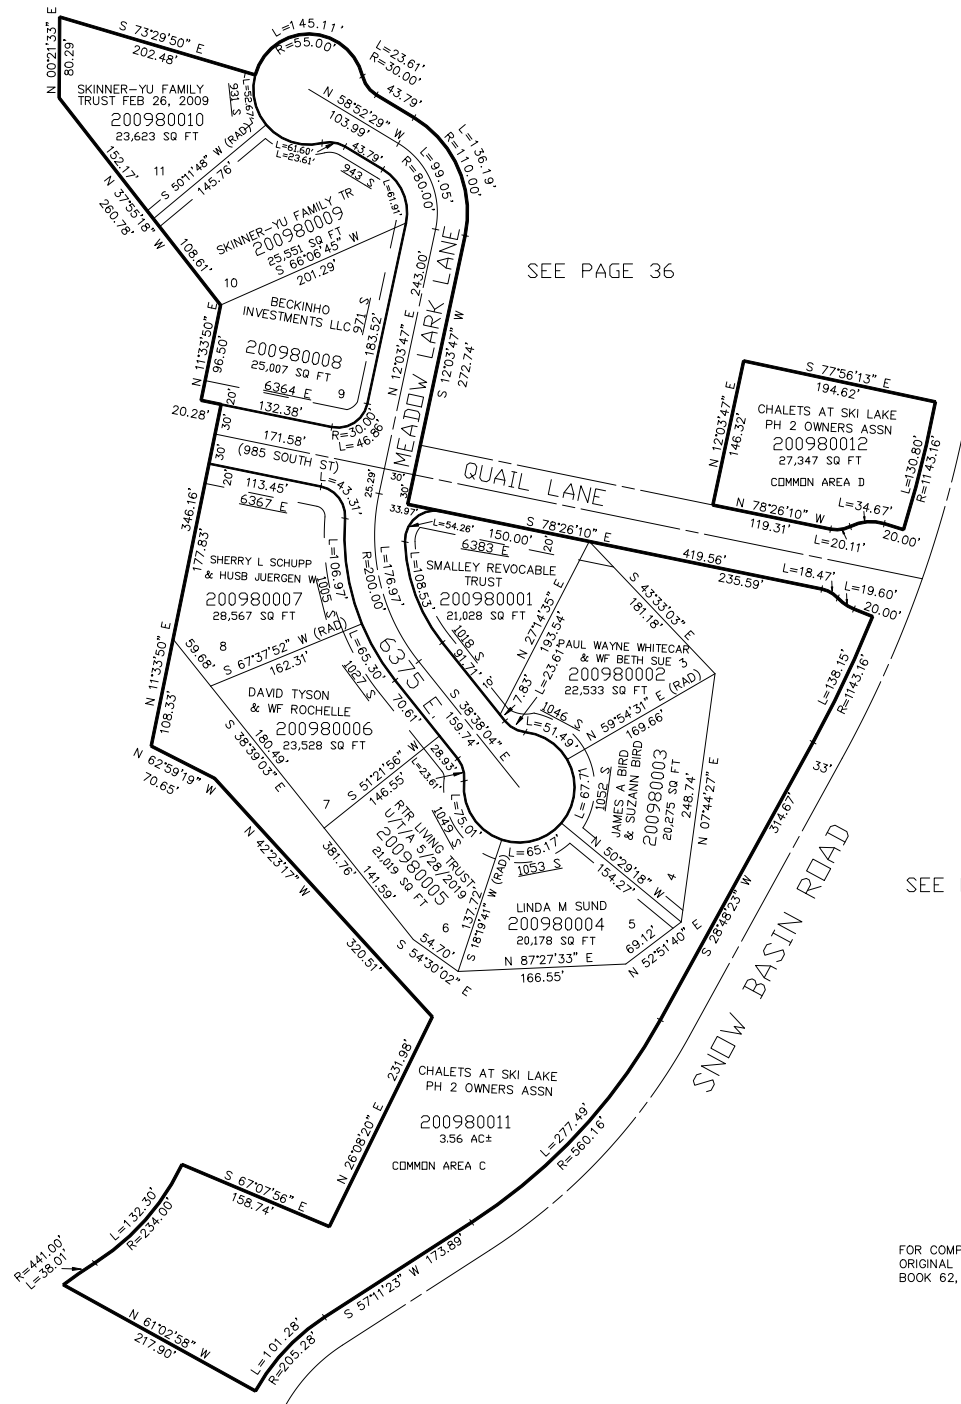 N 00°21'33" E
80.29'
S 73°29'50" E
202.48'
L=145.11'
R=55.00'
L=23.61'
R=30.00'
43.79'
SKINNER-YU FAMILY
TRUST FEB 26, 2009
200980010
23,623 SQ FT
11
L=52.67'
931 S
N 58°52'29" W
103.99'
L=136.19'
R=110.00'
L=99.05'
R=80.00'
152.17'
N 37°55'18" W
260.78'
S 50°11'48" W (RAD)
145.76'
L=61.60'
L=23.61'
43.79'
943 S
L=61.91'
SKINNER-YU FAMILY TR
200980009
25,551 SQ FT
S 66°06'45" W
201.29'
10
108.61'
SEE PAGE 36
BECKINHO
INVESTMENTS LLC
200980008
25,007 SQ FT
9
971 S
183.52'
6364 E
132.38'
N 11°33'50" E
96.50'
20'
20.28'
R=30.00'
L=46.86'
N 12°03'47" E
243.00'
MEADOW LARK LANE
S 12°03'47" W
272.74'
30'
30'
20'
171.58'
(985 SOUTH ST)
113.45'
6367 E
L=43.31'
25.29'
30'
30'
33.97'
QUAIL LANE
S 77°56'13" E
194.62'
N 12°03'47" E
146.32'
CHALETS AT SKI LAKE
PH 2 OWNERS ASSN
200980012
27,347 SQ FT
COMMON AREA D
L=130.80'
R=1143.16'
N 78°26'10" W
119.31'
L=34.67'
L=20.11'
20.00'
L=54.26'
S 78°26'10" E
150.00'
6383 E
20'
419.56'
235.59'
L=18.47'
L=19.60'
20.00'
346.16'
177.83'
N 11°33'50" E
108.33'
SHERRY L SCHUPP
& HUSB JUERGEN W
200980007
28,567 SQ FT
8
L=106.97'
1005 S
L=176.97'
R=200.00'
L=108.53'
SMALLEY REVOCABLE
TRUST
200980001
21,028 SQ FT
1018 S
91.71'
N 27°14'35" E
193.54'
S 43°33'03" E
181.18'
PAUL WAYNE WHITECAR
& WF BETH SUE
200980002
22,533 SQ FT
3
7.83'
L=23.61'
1046 S
L=51.49'
N 59°54'31" E (RAD)
169.66'
59.68'
S 67°37'52" W (RAD)
162.31'
L=65.30'
1027 S
70.61'
6375 E.
S 38°38'04" E
159.74'
DAVID TYSON
& WF ROCHELLE
200980006
23,528 SQ FT
7
180.49'
S 38°39'03" E
381.76'
141.59'
S 51°21'56" W
146.55'
28.93'
L=23.61'
L=75.01'
1049 S
RTR LIVING TRUST
U/T/A 5/28/2019
200980005
21,019 SQ FT
6
L=67.71'
1052 S
JAMES A BIRD
& SUZANN BIRD
200980003
20,275 SQ FT
4
N 07°44'27" E
248.74'
L=138.15'
R=1143.16'
33'
314.67'
N 62°59'19" W
70.65'
N 42°23'17" W
320.51'
54.70'
S 54°30'02" E
137.72'
S 18°19'41" W (RAD)
L=65.17'
1053 S
LINDA M SUND
200980004
20,178 SQ FT
5
N 50°29'18" W
154.27'
N 87°27'33" E
166.55'
69.12'
N 52°51'40" E
S 28°48'23" W
SNOW BASIN ROAD
SEE
231.98'
N 26°08'20" E
CHALETS AT SKI LAKE
PH 2 OWNERS ASSN
200980011
3.56 AC±
COMMON AREA C
L=277.49'
R=560.16'
S 67°07'56" E
158.74'
L=132.30'
R=234.00'
R=441.00'
L=38.01'
N 61°02'58" W
217.90'
L=101.28'
R=205.28'
S 57°11'23" W 173.89'
FOR COMP
ORIGINAL
BOOK 62,